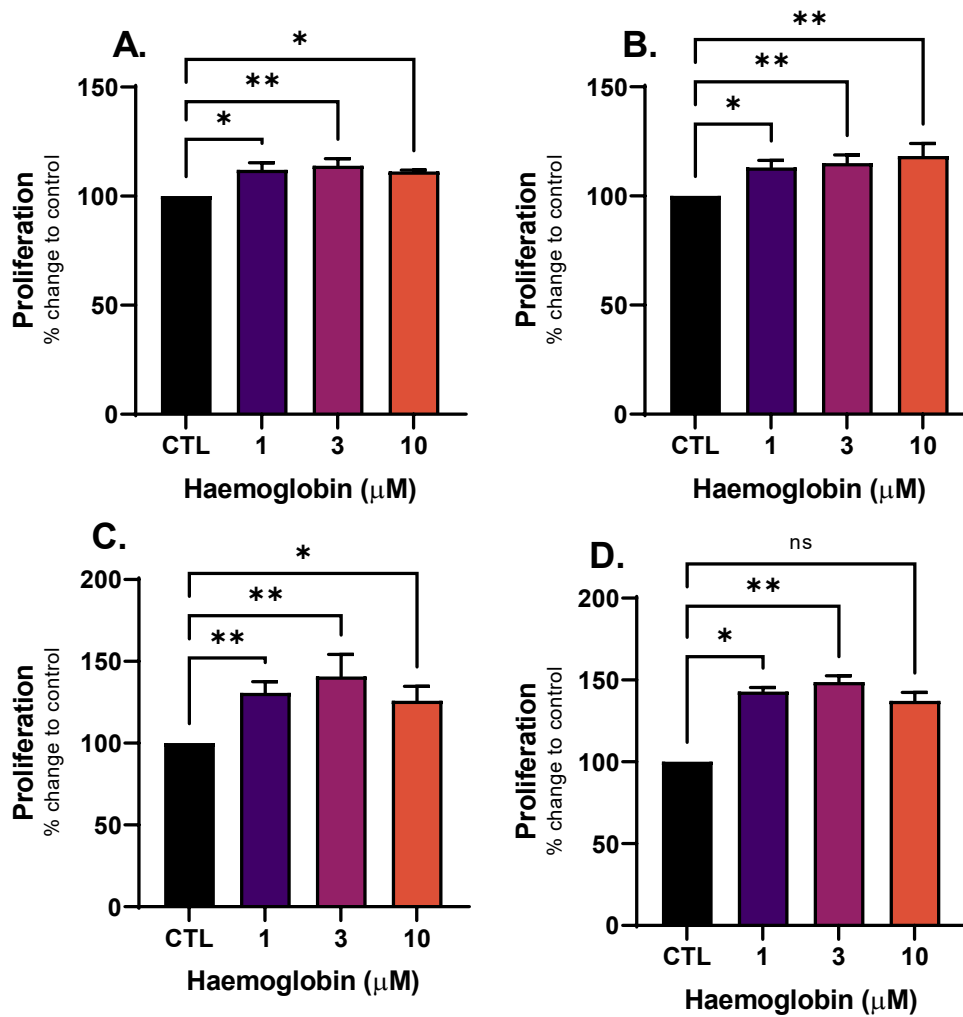 A.
*
**
*
150
100
50
0
Proliferation
% change to control
CTL 1 3 10
Haemoglobin (μM)
B.
**
**
*
150
100
50
0
Proliferation
% change to control
CTL 1 3 10
Haemoglobin (μM)
C.
*
**
**
200
150
100
50
0
Proliferation
% change to control
CTL 1 3 10
Haemoglobin (μM)
D.
ns
**
*
200
150
100
50
0
Proliferation
% change to control
CTL 1 3 10
Haemoglobin (μM)